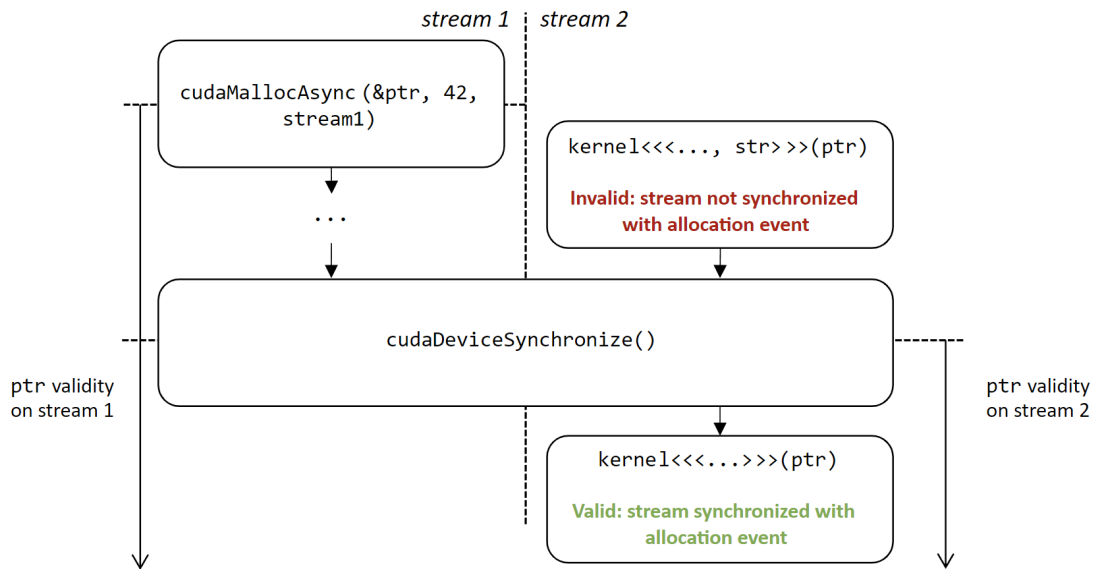 stream 1
stream 2
cudaMallocAsync (&ptr, 42,
stream1)
kernel<<<..., str> >>(ptr)
Invalid: stream not synchronized
with allocation event
...
cudaDeviceSynchronize()
ptr validity
on stream 1
ptr validity
on stream 2
kernel<<<...>>>(ptr)
Valid: stream synchronized with
allocation event